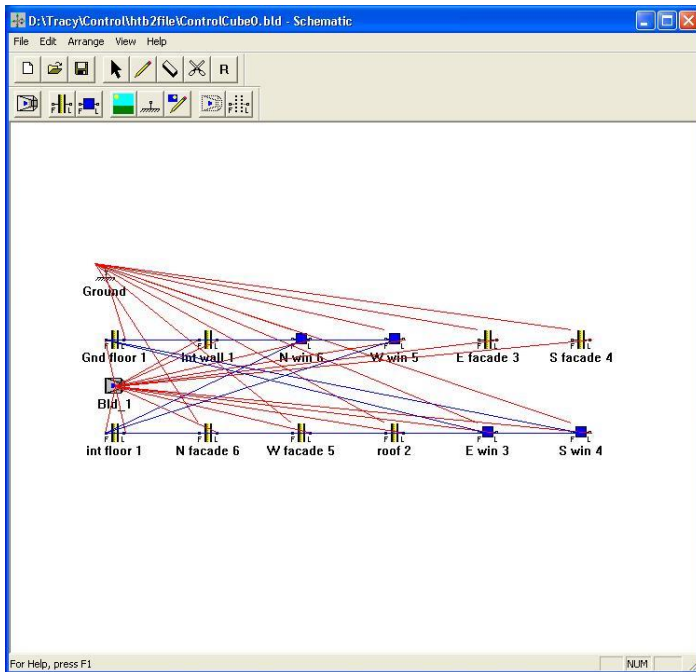 D:\Tracy\Control\htb2file\ControlCube0.bld - Schematic
File Edit Arrange View Help
R
F L F L F L
Ground
Gnd floor 1 Int wall 1 N win 6 W win 5 E facade 3 S facade 4
Bld_1
int floor 1 N facade 6 W facade 5 roof 2 E win 3 S win 4
For Help, press F1 NUM